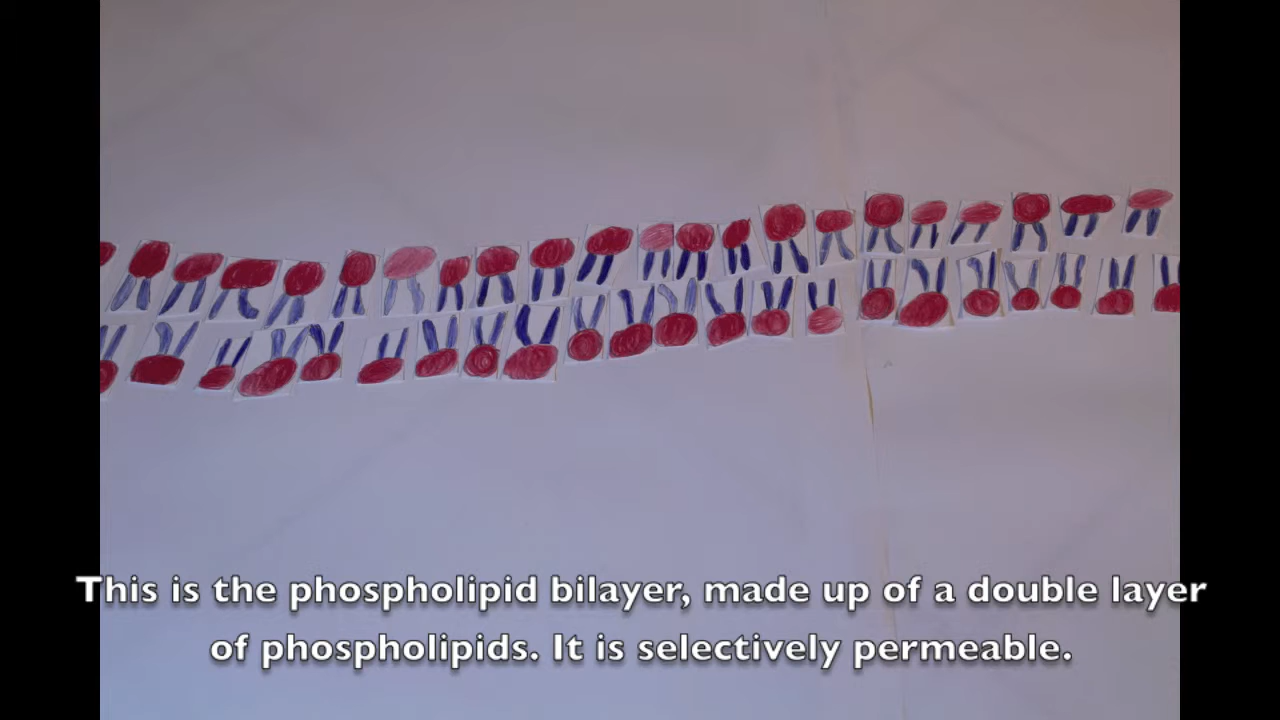 This is the phospholipid bilayer, made up of a double layer
of phospholipids. It is selectively permeable.